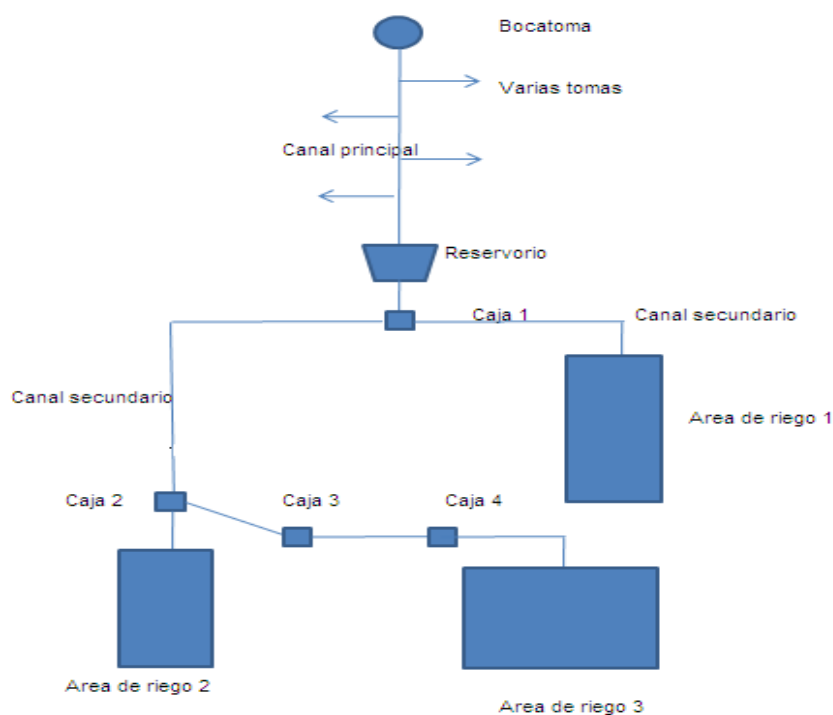 Bocatoma
Varias tomas
Canal principal
Reservorio
Caja 1
Canal secundario
Canal secundario
Area de riego 1
Caja 2
Caja 3
Caja 4
Area de riego 2
Area de riego 3